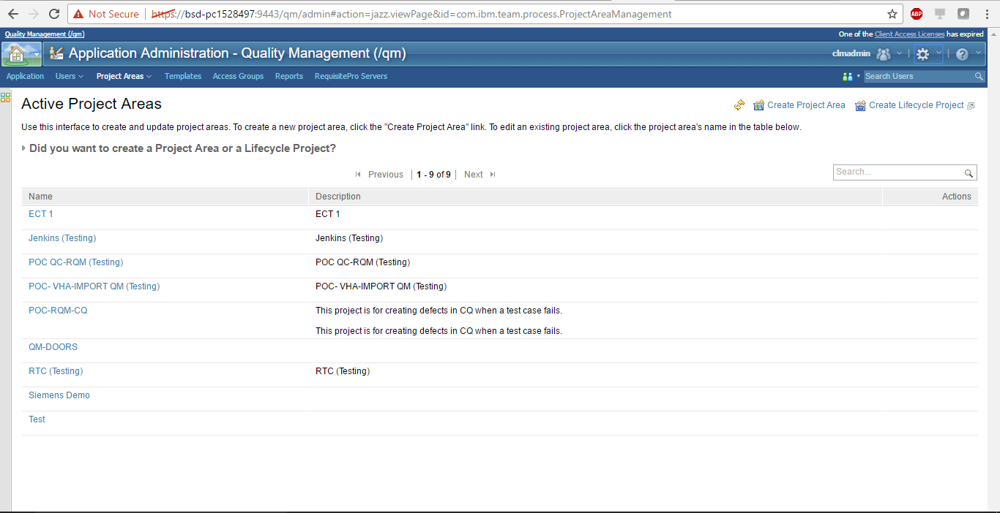 Not Secure | https://bsd-pc1528497:9443/qm/admin#action=jazz.viewPage&id=com.ibm.team.process.ProjectAreaManagement
ABP
Quality Management (/qm)
One of the Client Access Licenses has expired
Application Administration - Quality Management (/qm)
clmadmin
Application Users Project Areas Templates Access Groups Reports RequisitePro Servers
Search Users
Active Project Areas
Create Project Area Create Lifecycle Project
Use this interface to create and update project areas. To create a new project area, click the "Create Project Area" link. To edit an existing project area, click the project area's name in the table below.
Did you want to create a Project Area or a Lifecycle Project?
Previous | 1 - 9 of 9 | Next
Search...
Name Description Actions
ECT 1 ECT 1
Jenkins (Testing) Jenkins (Testing)
POC QC-RQM (Testing) POC QC-RQM (Testing)
POC- VHA-IMPORT QM (Testing) POC- VHA-IMPORT QM (Testing)
POC-RQM-CQ This project is for creating defects in CQ when a test case fails.
This project is for creating defects in CQ when a test case fails.
QM-DOORS
RTC (Testing) RTC (Testing)
Siemens Demo
Test